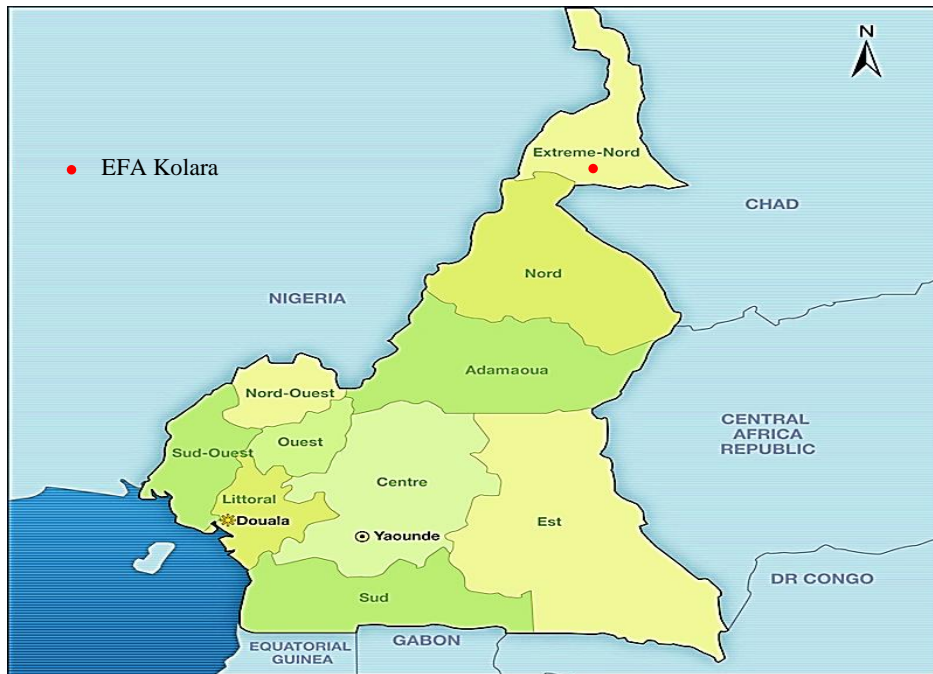 N
Extreme-Nord
EFA Kolara
CHAD
Nord
NIGERIA
Adamaoua
Nord-Ouest
CENTRAL
AFRICA
REPUBLIC
Ouest
Sud-Ouest
Centre
Littoral
Douala
Est
Yaounde
DR CONGO
Sud
EQUATORIAL
GUINEA
GABON